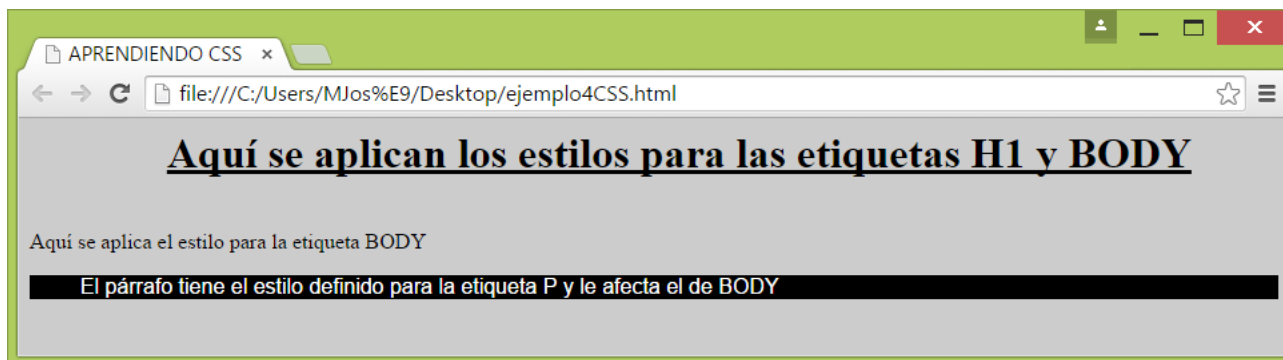 APRENDIENDO CSS
file:///C:/Users/MJos%E9/Desktop/ejemplo4CSS.html
Aquí se aplican los estilos para las etiquetas H1 y BODY
Aquí se aplica el estilo para la etiqueta BODY
El párrafo tiene el estilo definido para la etiqueta P y le afecta el de BODY